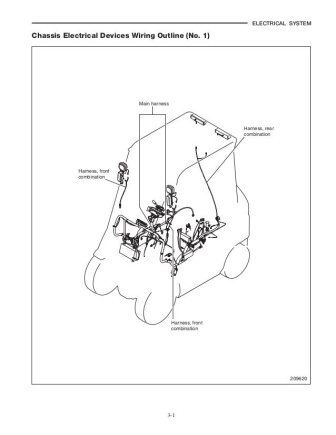 ELECTRICAL SYSTEM
Chassis Electrical Devices Wiring Outline (No. 1)
Main harness
Harness, rear
combination
Harness, front
combination
Harness, front
combination
209620
3-1